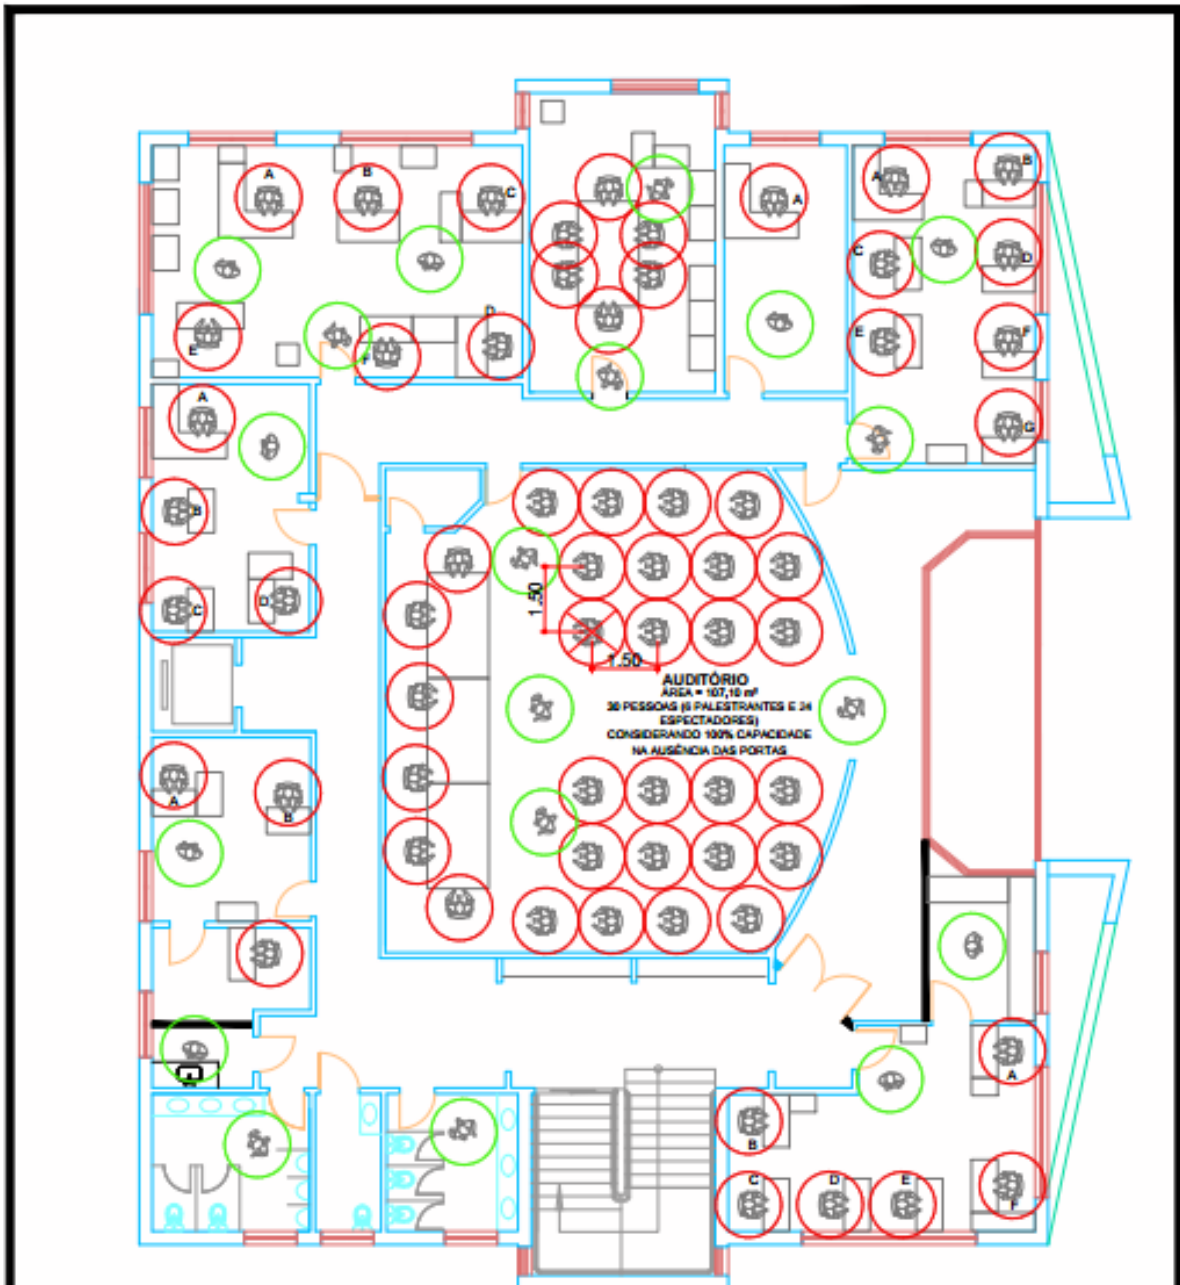 A
B
C
A
A
B
C
D
E
F
G
E
F
D
A
B
C
D
1.50
1.50
AUDITÓRIO
ÁREA = 107,10 m²
30 PESSOAS (6 PALESTRANTES E 24
ESPECTADORES)
CONSIDERANDO 100% CAPACIDADE
NA AUSÊNCIA DAS PORTAS
A
B
A
B
C
D
E
F